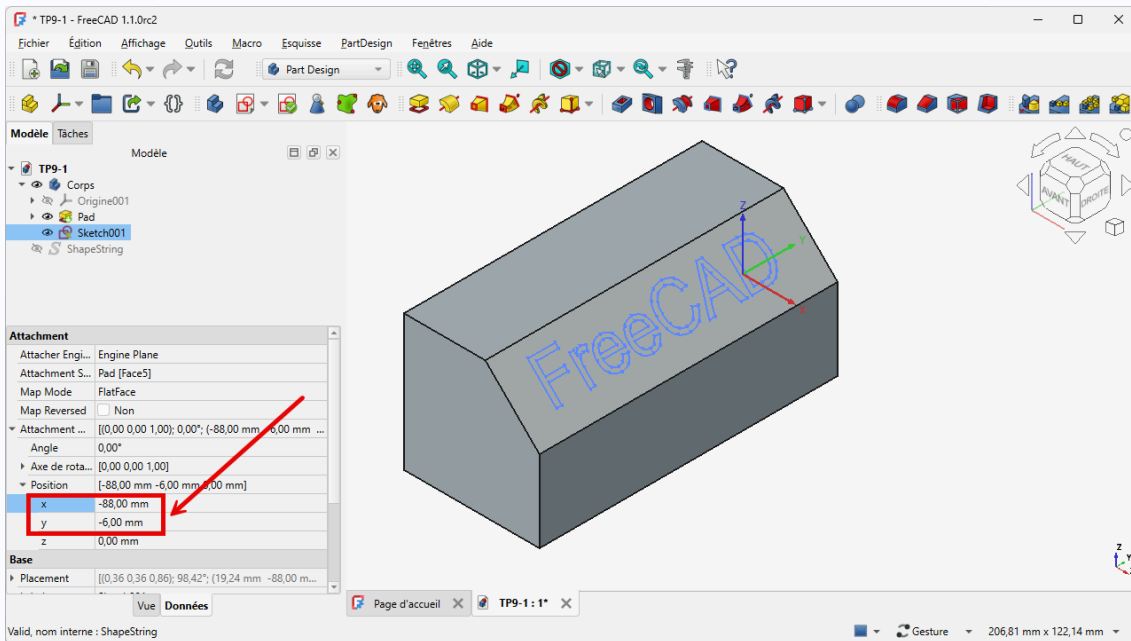 * TP9-1 - FreeCAD 1.1.0rc2
Fichier Édition Affichage Outils Macro Esquisse PartDesign Fenêtres Aide
Part Design
Modèle Tâches
Modèle
TP9-1
Corps
Origine001
Pad
Sketch001
ShapeString
HAUT
AVANT
DROITE
Z
Y
X
FreeCAD
Attachment
Attacher Engi... Engine Plane
Attachment S... Pad [Face5]
Map Mode FlatFace
Map Reversed Non
Attachment ... [(0,00 0,00 1,00); 0,00°; (-88,00 mm -6,00 mm ...
Angle 0,00°
Axe de rota... [0,00 0,00 1,00]
Position [-88,00 mm -6,00 mm 0,00 mm]
x -88,00 mm
y -6,00 mm
z 0,00 mm
Base
Placement [(0,36 0,36 0,86); 98,42°; (19,24 mm -88,00 m...
Z
Y
Vue Données
Page d'accueil TP9-1 : 1*
Valid, nom interne : ShapeString
Gesture 206,81 mm x 122,14 mm